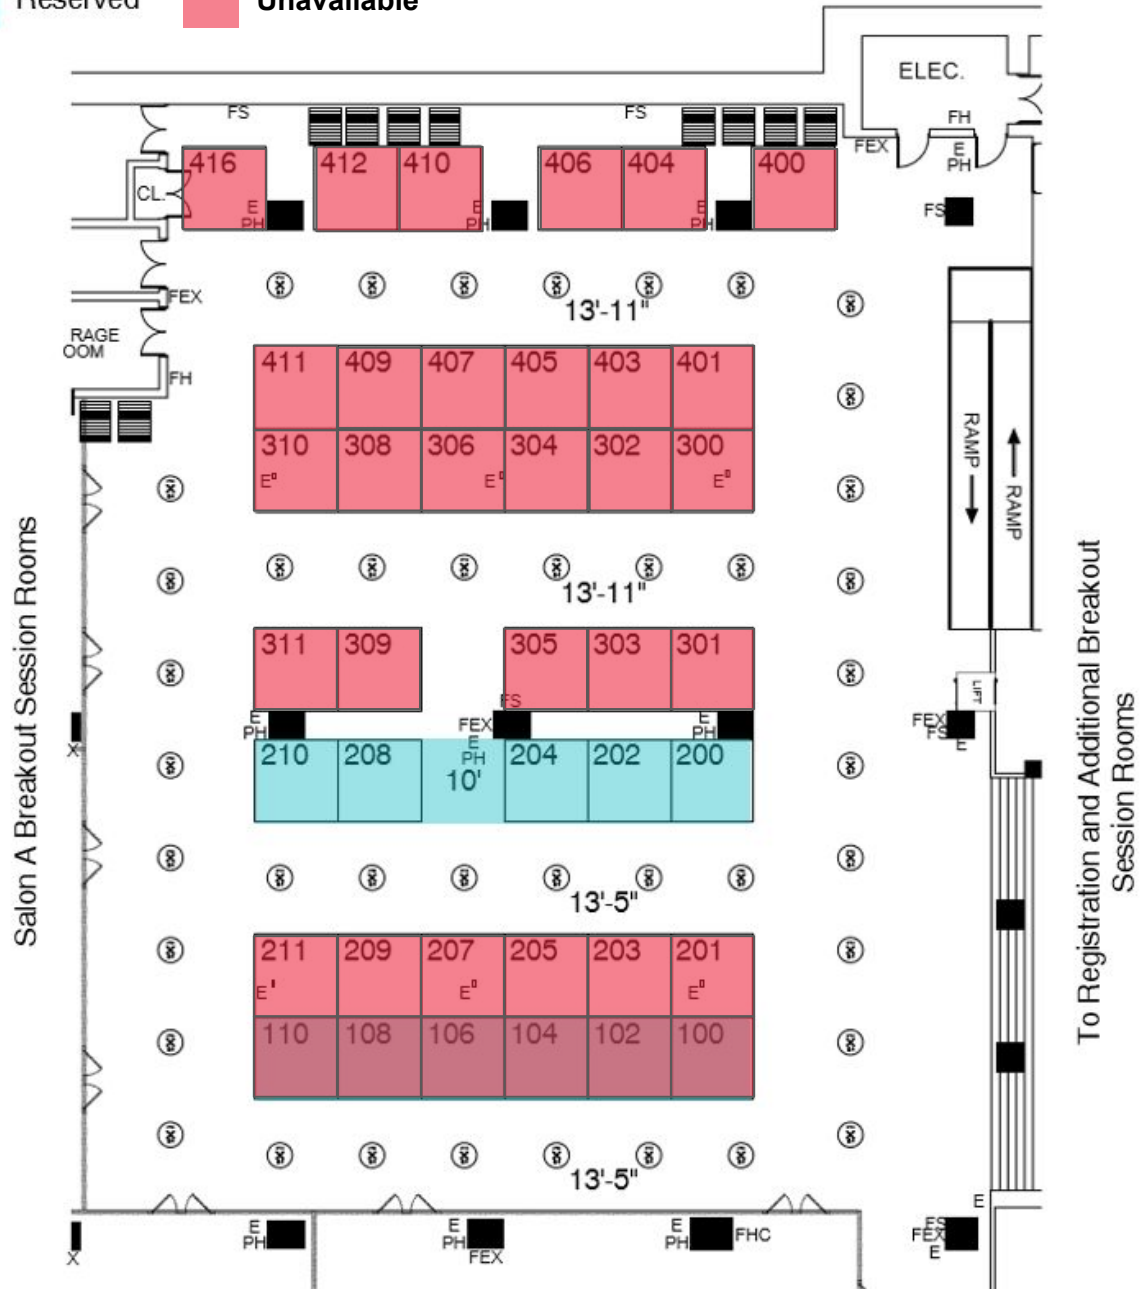 Reserved
Unavailable
ELEC.
FS
FS
FH
FEX
E
PH
416
412
410
406
404
400
CL.
E
PH
E
PH
E
PH
FS
FEX
13'-11"
RAGE
OOM
FH
411
409
407
405
403
401
310
308
306
304
302
300
E
E
E
RAMP
RAMP
13'-11"
Salon A Breakout Session Rooms
To Registration and Additional Breakout
Session Rooms
311
309
305
303
301
LIFT
FS
E
PH
FEX
E
PH
E
PH
FEX
FS
E
X
210
208
10'
204
202
200
13'-5"
211
209
207
205
203
201
E
E
E
110
108
106
104
102
100
13'-5"
E
E
PH
E
PH
FEX
E
PH
FHC
FS
FEX
E
X